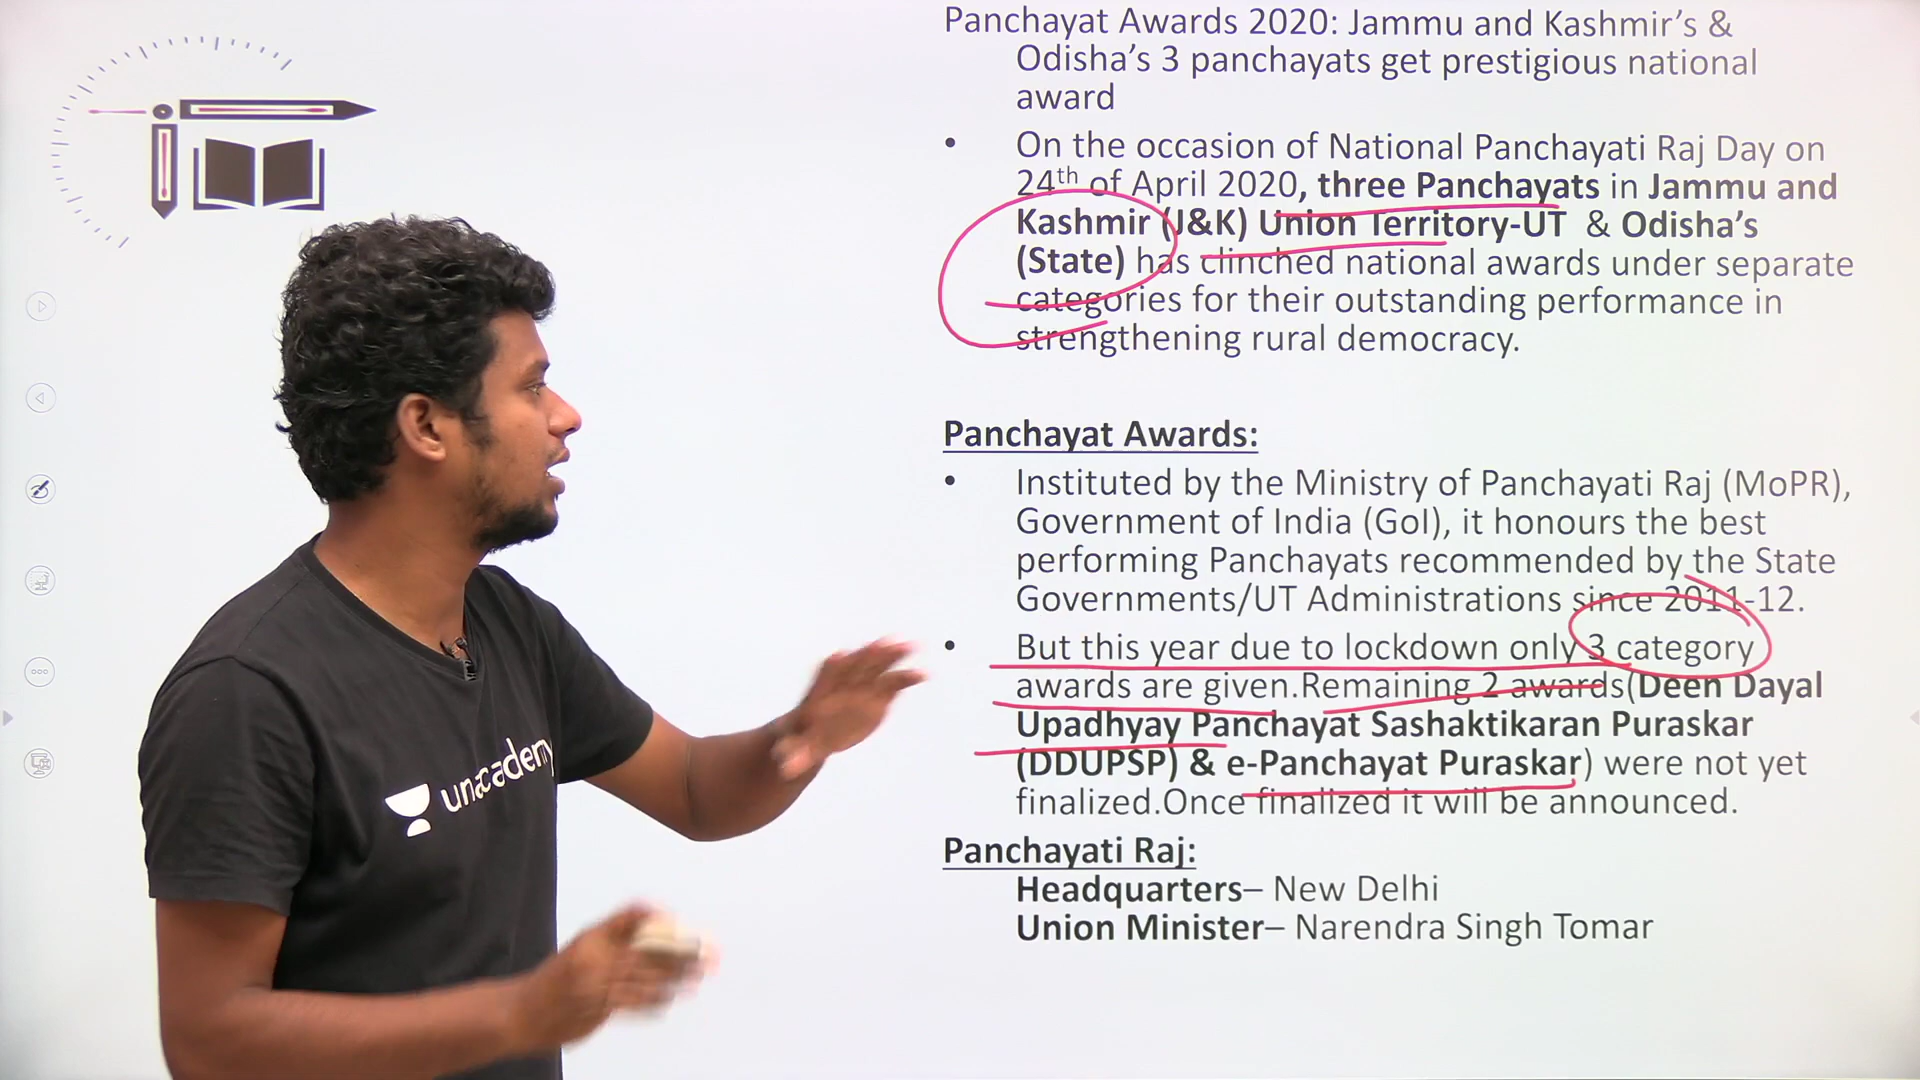 Panchayat Awards 2020: Jammu and Kashmir’s &
Odisha’s 3 panchayats get prestigious national
award
• On the occasion of National Panchayati Raj Day on
24th of April 2020, three Panchayats in Jammu and
Kashmir (J&K) Union Territory-UT & Odisha’s
(State) has clinched national awards under separate
categories for their outstanding performance in
strengthening rural democracy.
Panchayat Awards:
• Instituted by the Ministry of Panchayati Raj (MoPR),
Government of India (GoI), it honours the best
performing Panchayats recommended by the State
Governments/UT Administrations since 2011-12.
• But this year due to lockdown only 3 category
awards are given.Remaining 2 awards(Deen Dayal
Upadhyay Panchayat Sashaktikaran Puraskar
(DDUPSP) & e-Panchayat Puraskar) were not yet
finalized.Once finalized it will be announced.
Panchayati Raj:
Headquarters– New Delhi
Union Minister– Narendra Singh Tomar
unacademy